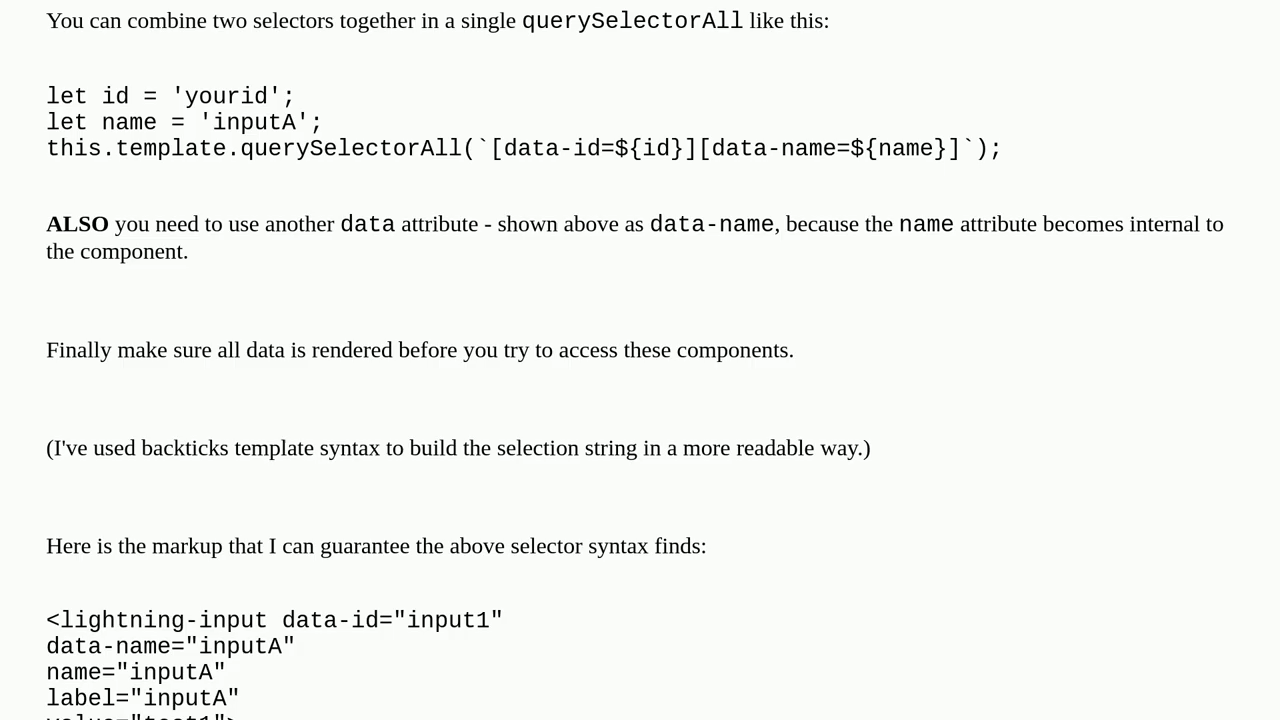 You can combine two selectors together in a single querySelectorAll like this:
let id = 'yourid';
let name = 'inputA';
this.template.querySelectorAll(`[data-id=${id}][data-name=${name}]`);
ALSO you need to use another data attribute - shown above as data-name, because the name attribute becomes internal to
the component.
Finally make sure all data is rendered before you try to access these components.
(I've used backticks template syntax to build the selection string in a more readable way.)
Here is the markup that I can guarantee the above selector syntax finds:
<lightning-input data-id="input1"
data-name="inputA"
name="inputA"
label="inputA"
value="test1">